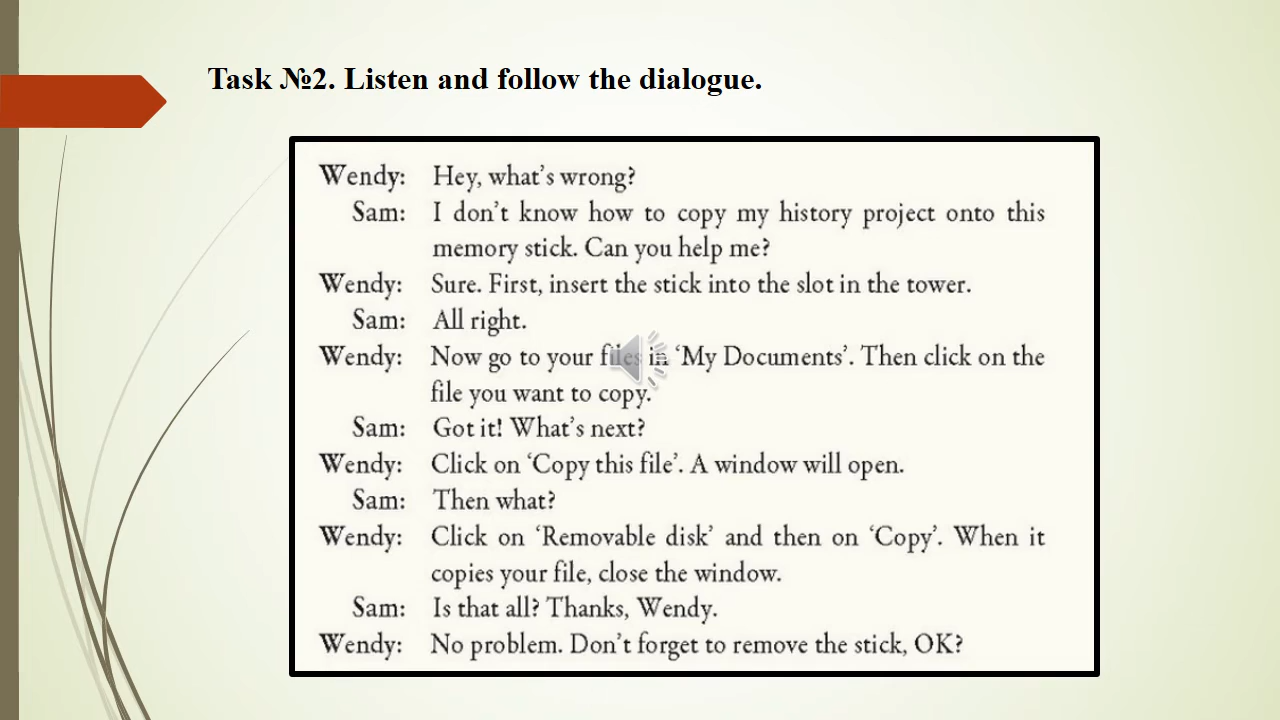 Task №2. Listen and follow the dialogue.
Wendy: Hey, what’s wrong?
Sam: I don’t know how to copy my history project onto this
memory stick. Can you help me?
Wendy: Sure. First, insert the stick into the slot in the tower.
Sam: All right.
Wendy: Now go to your files in ‘My Documents’. Then click on the
file you want to copy.
Sam: Got it! What’s next?
Wendy: Click on ‘Copy this file’. A window will open.
Sam: Then what?
Wendy: Click on ‘Removable disk’ and then on ‘Copy’. When it
copies your file, close the window.
Sam: Is that all? Thanks, Wendy.
Wendy: No problem. Don’t forget to remove the stick, OK?